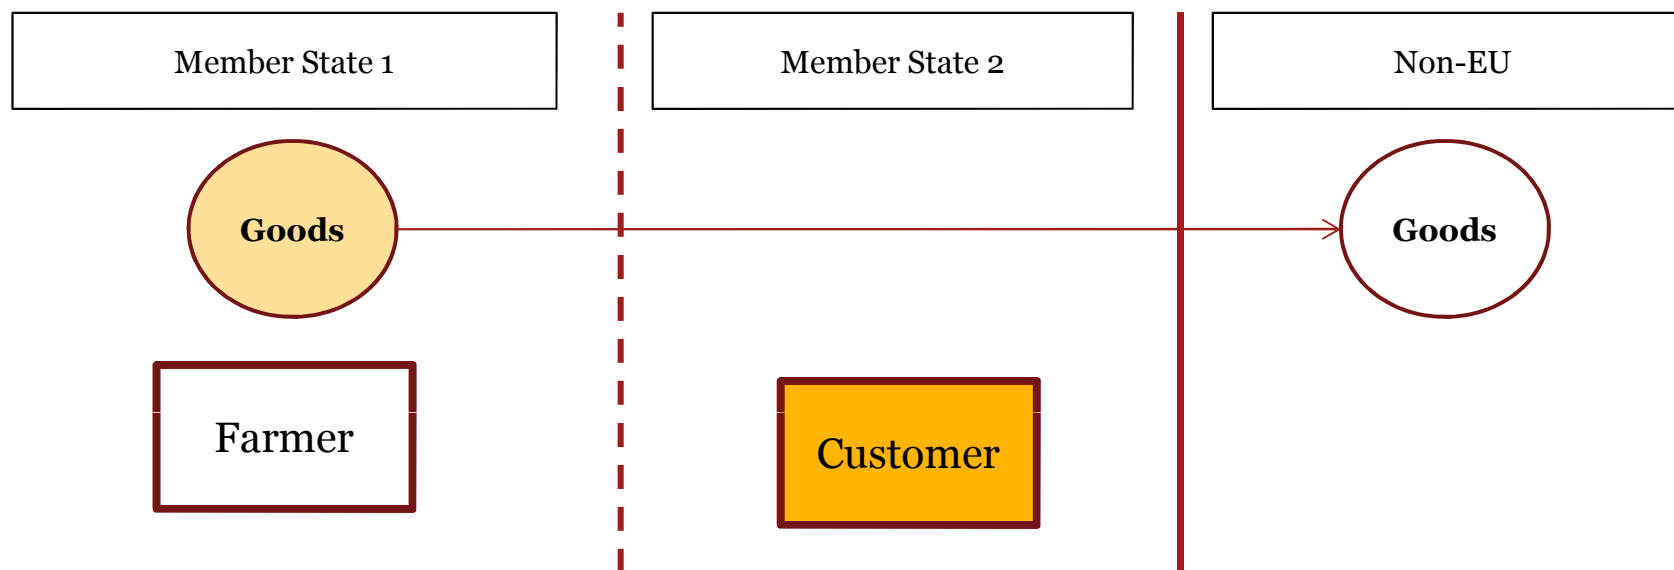 Member State 1
Member State 2
Non-EU
Goods
Goods
Farmer
Customer